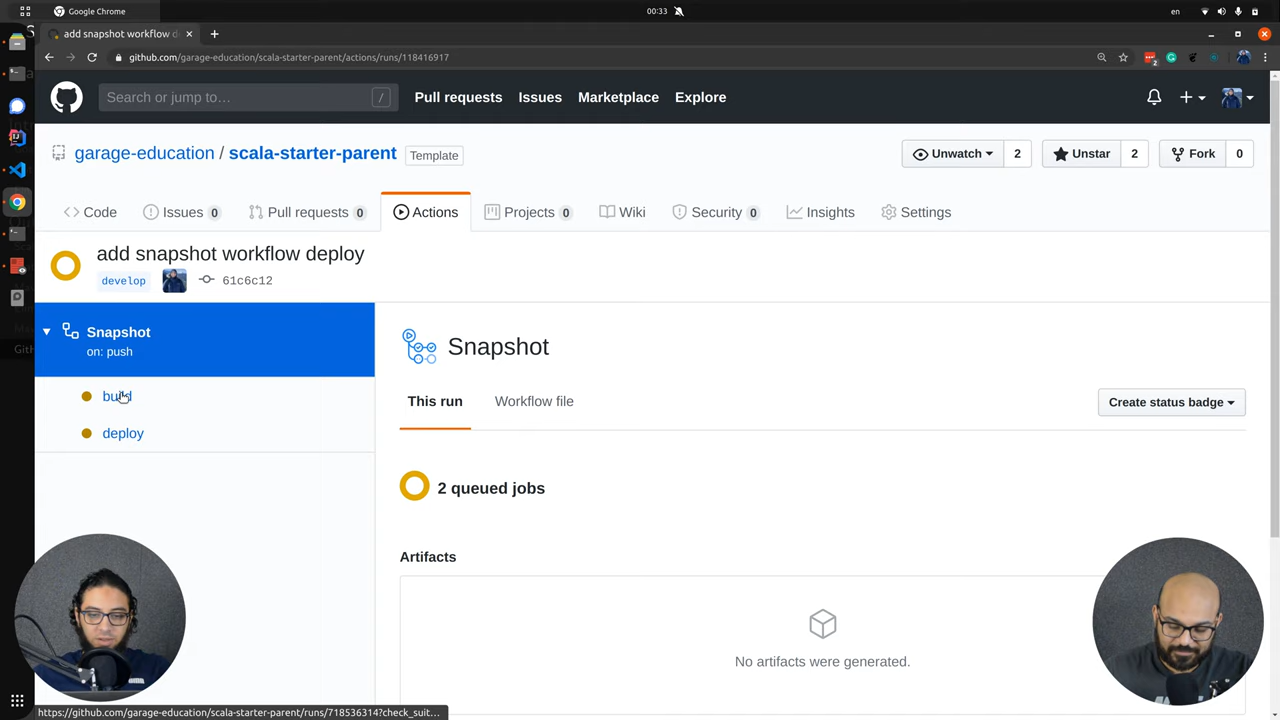 Google Chrome
00:33
en
add snapshot workflow d
github.com/garage-education/scala-starter-parent/actions/runs/118416917
2
Search or jump to…
/
Pull requests
Issues
Marketplace
Explore
garage-education / scala-starter-parent
Template
Unwatch
2
Unstar
2
Fork
0
Code
Issues 0
Pull requests 0
Actions
Projects 0
Wiki
Security 0
Insights
Settings
add snapshot workflow deploy
develop
61c6c12
Snapshot
on: push
build
deploy
Snapshot
This run
Workflow file
Create status badge
2 queued jobs
Artifacts
No artifacts were generated.
https://github.com/garage-education/scala-starter-parent/runs/718536314?check_suit...